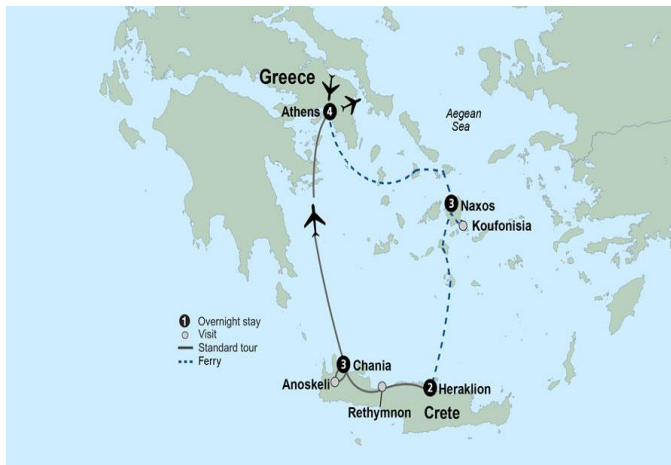 Greece
Athens 4
Aegean
Sea
3 Naxos
Koufonisia
1 Overnight stay
Visit
Standard tour
Ferry
3 Chania
Anoskeli
2 Heraklion
Rethymnon
Crete